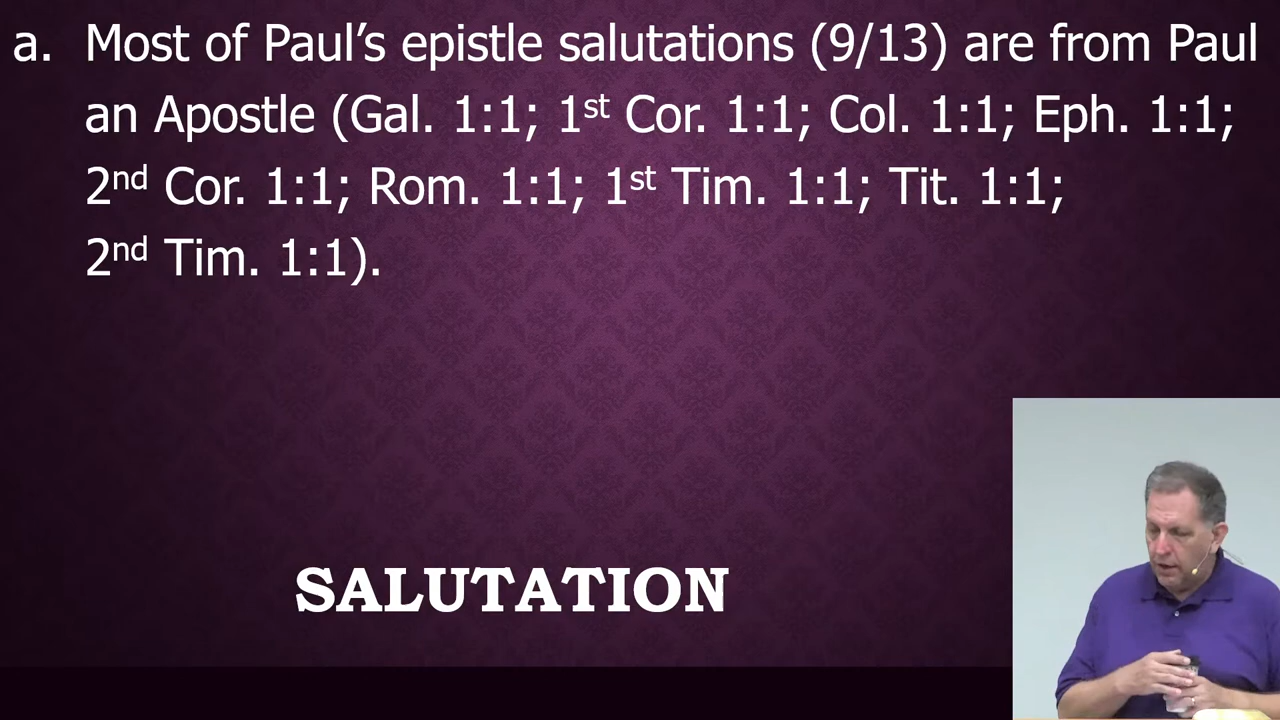 a. Most of Paul’s epistle salutations (9/13) are from Paul
an Apostle (Gal. 1:1; 1st Cor. 1:1; Col. 1:1; Eph. 1:1;
2nd Cor. 1:1; Rom. 1:1; 1st Tim. 1:1; Tit. 1:1;
2nd Tim. 1:1).
SALUTATION